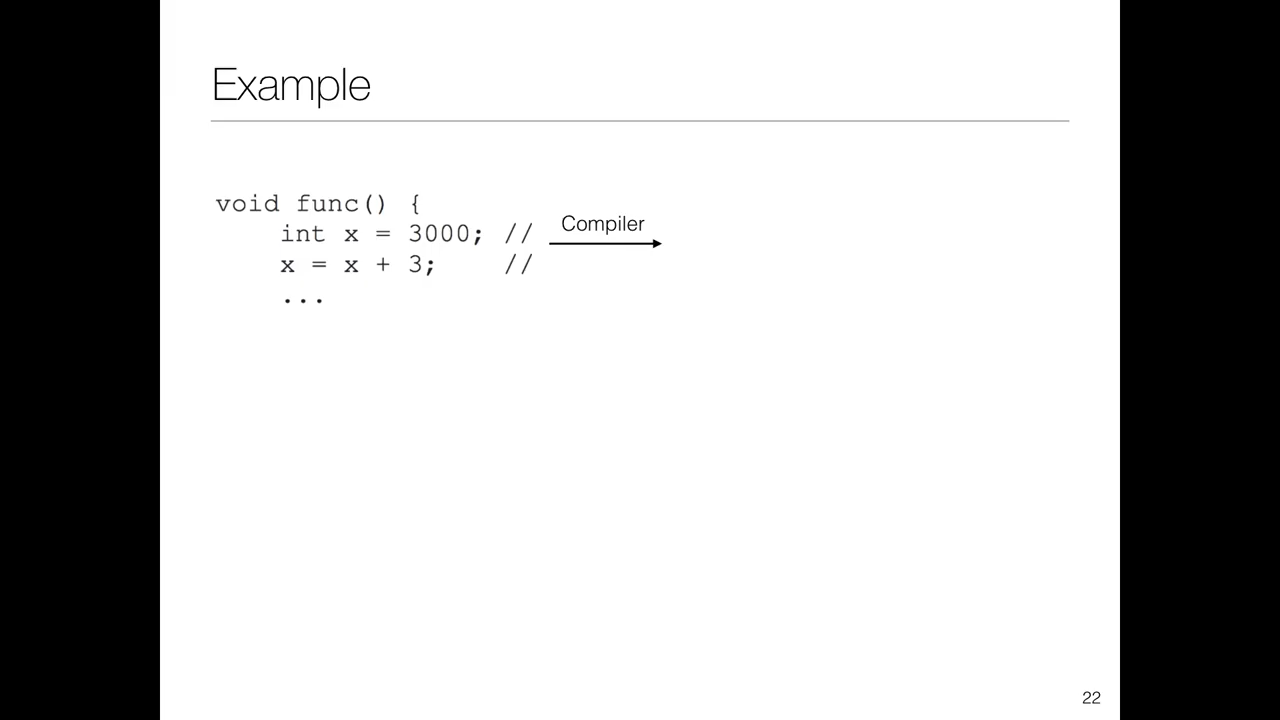 Example
void func() {
int x = 3000; //
Compiler
x = x + 3; //
...
22